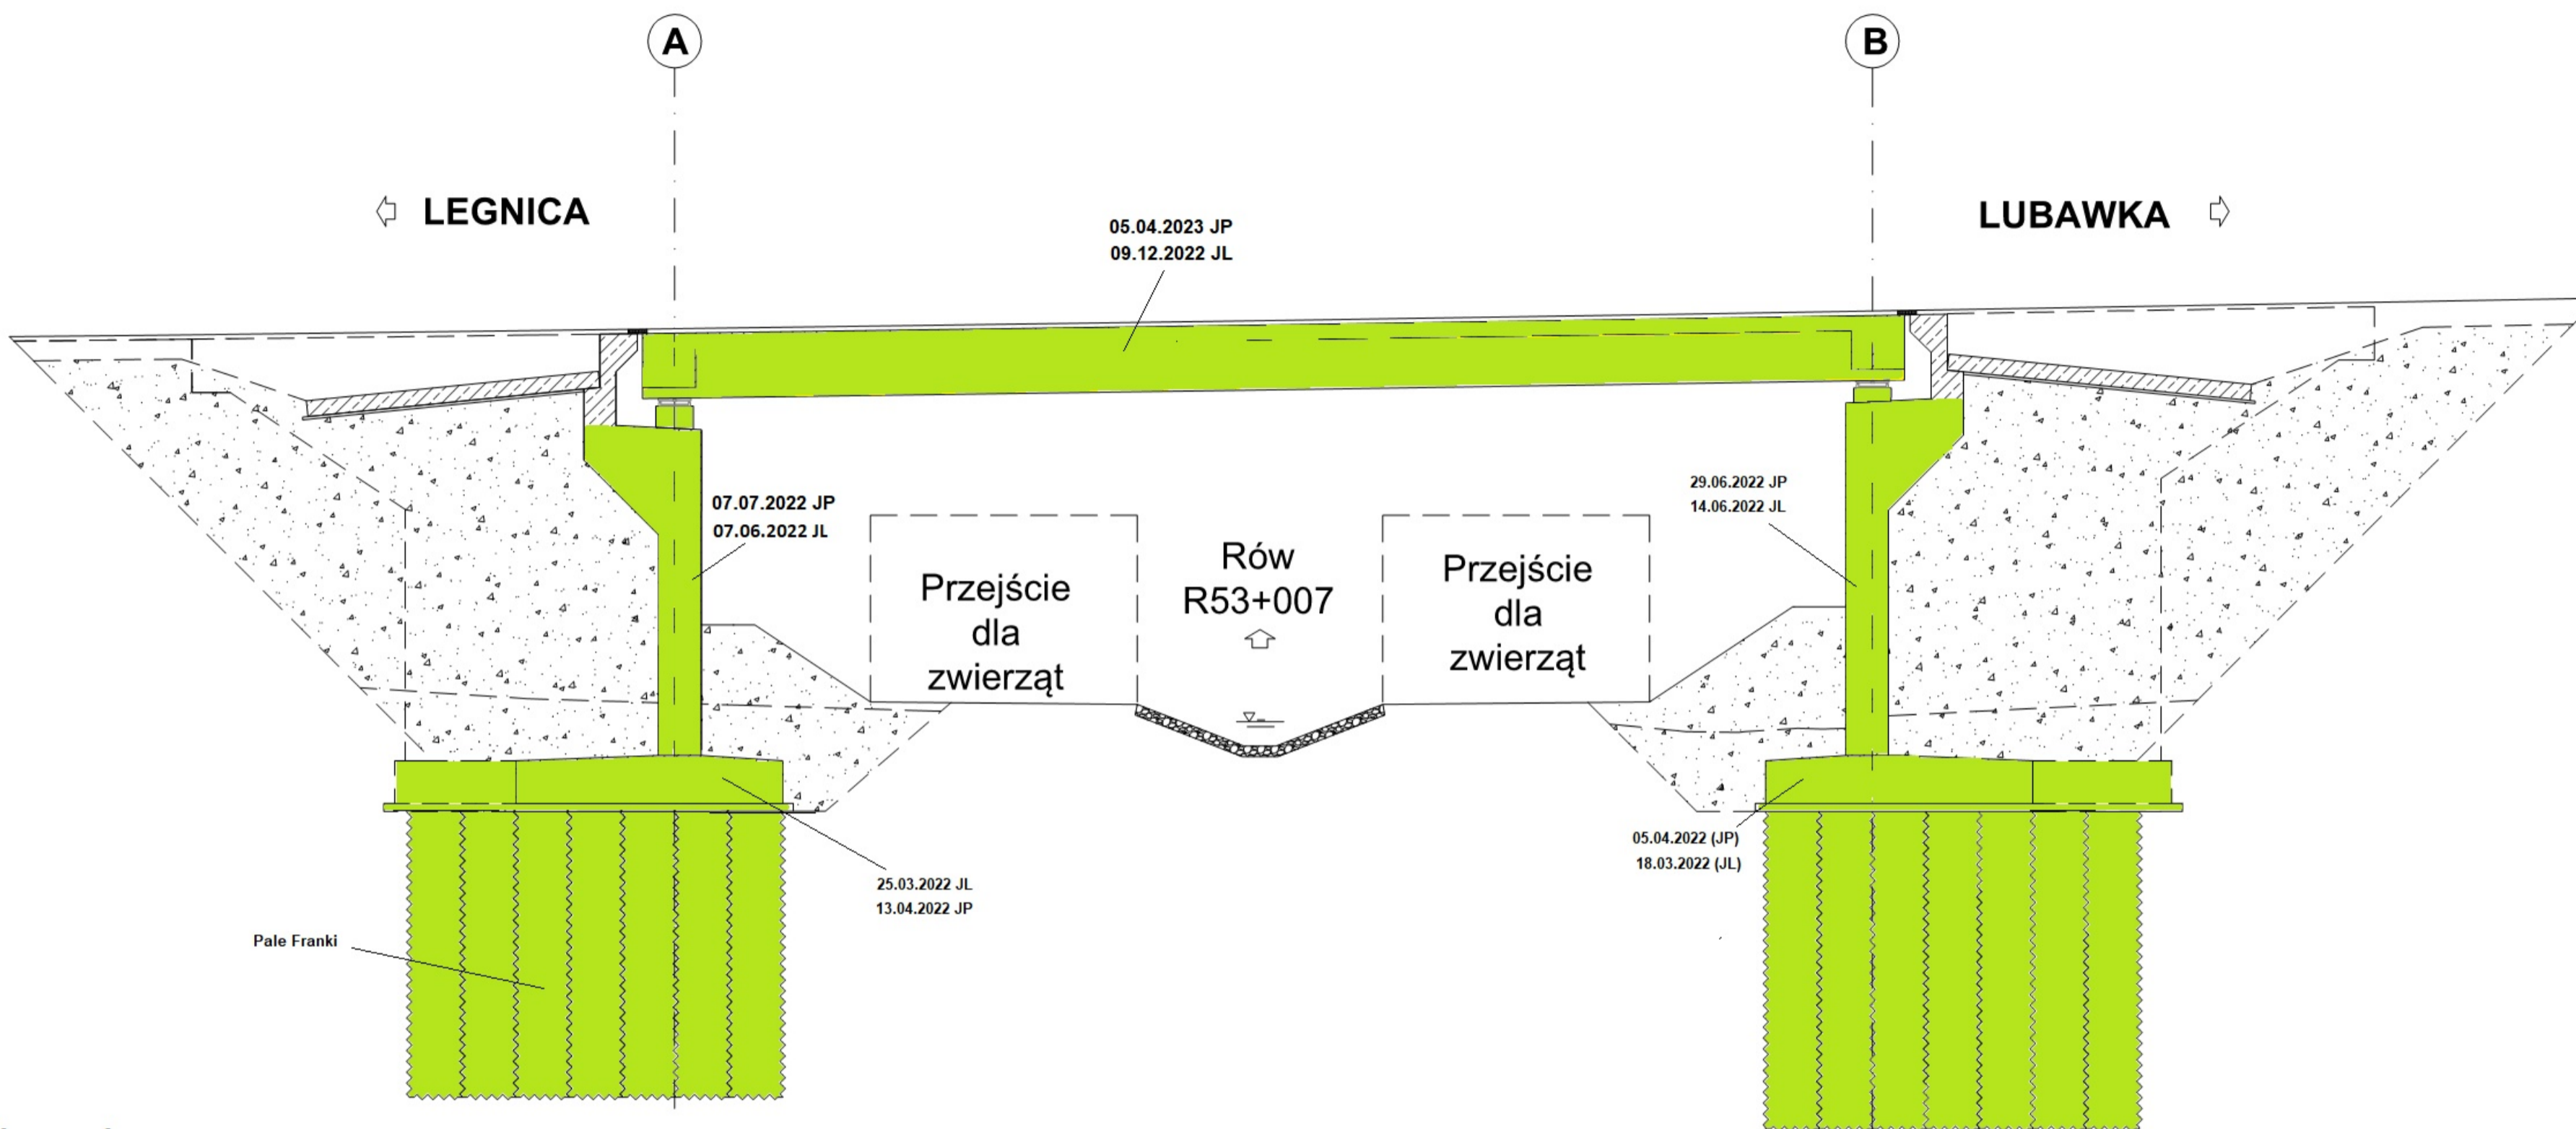 A
B
LEGNICA
LUBAWKA
05.04.2023 JP
09.12.2022 JL
07.07.2022 JP
07.06.2022 JL
29.06.2022 JP
14.06.2022 JL
Przejście
dla
zwierząt
Rów
R53+007
Przejście
dla
zwierząt
05.04.2022 (JP)
18.03.2022 (JL)
25.03.2022 JL
13.04.2022 JP
Pale Franki